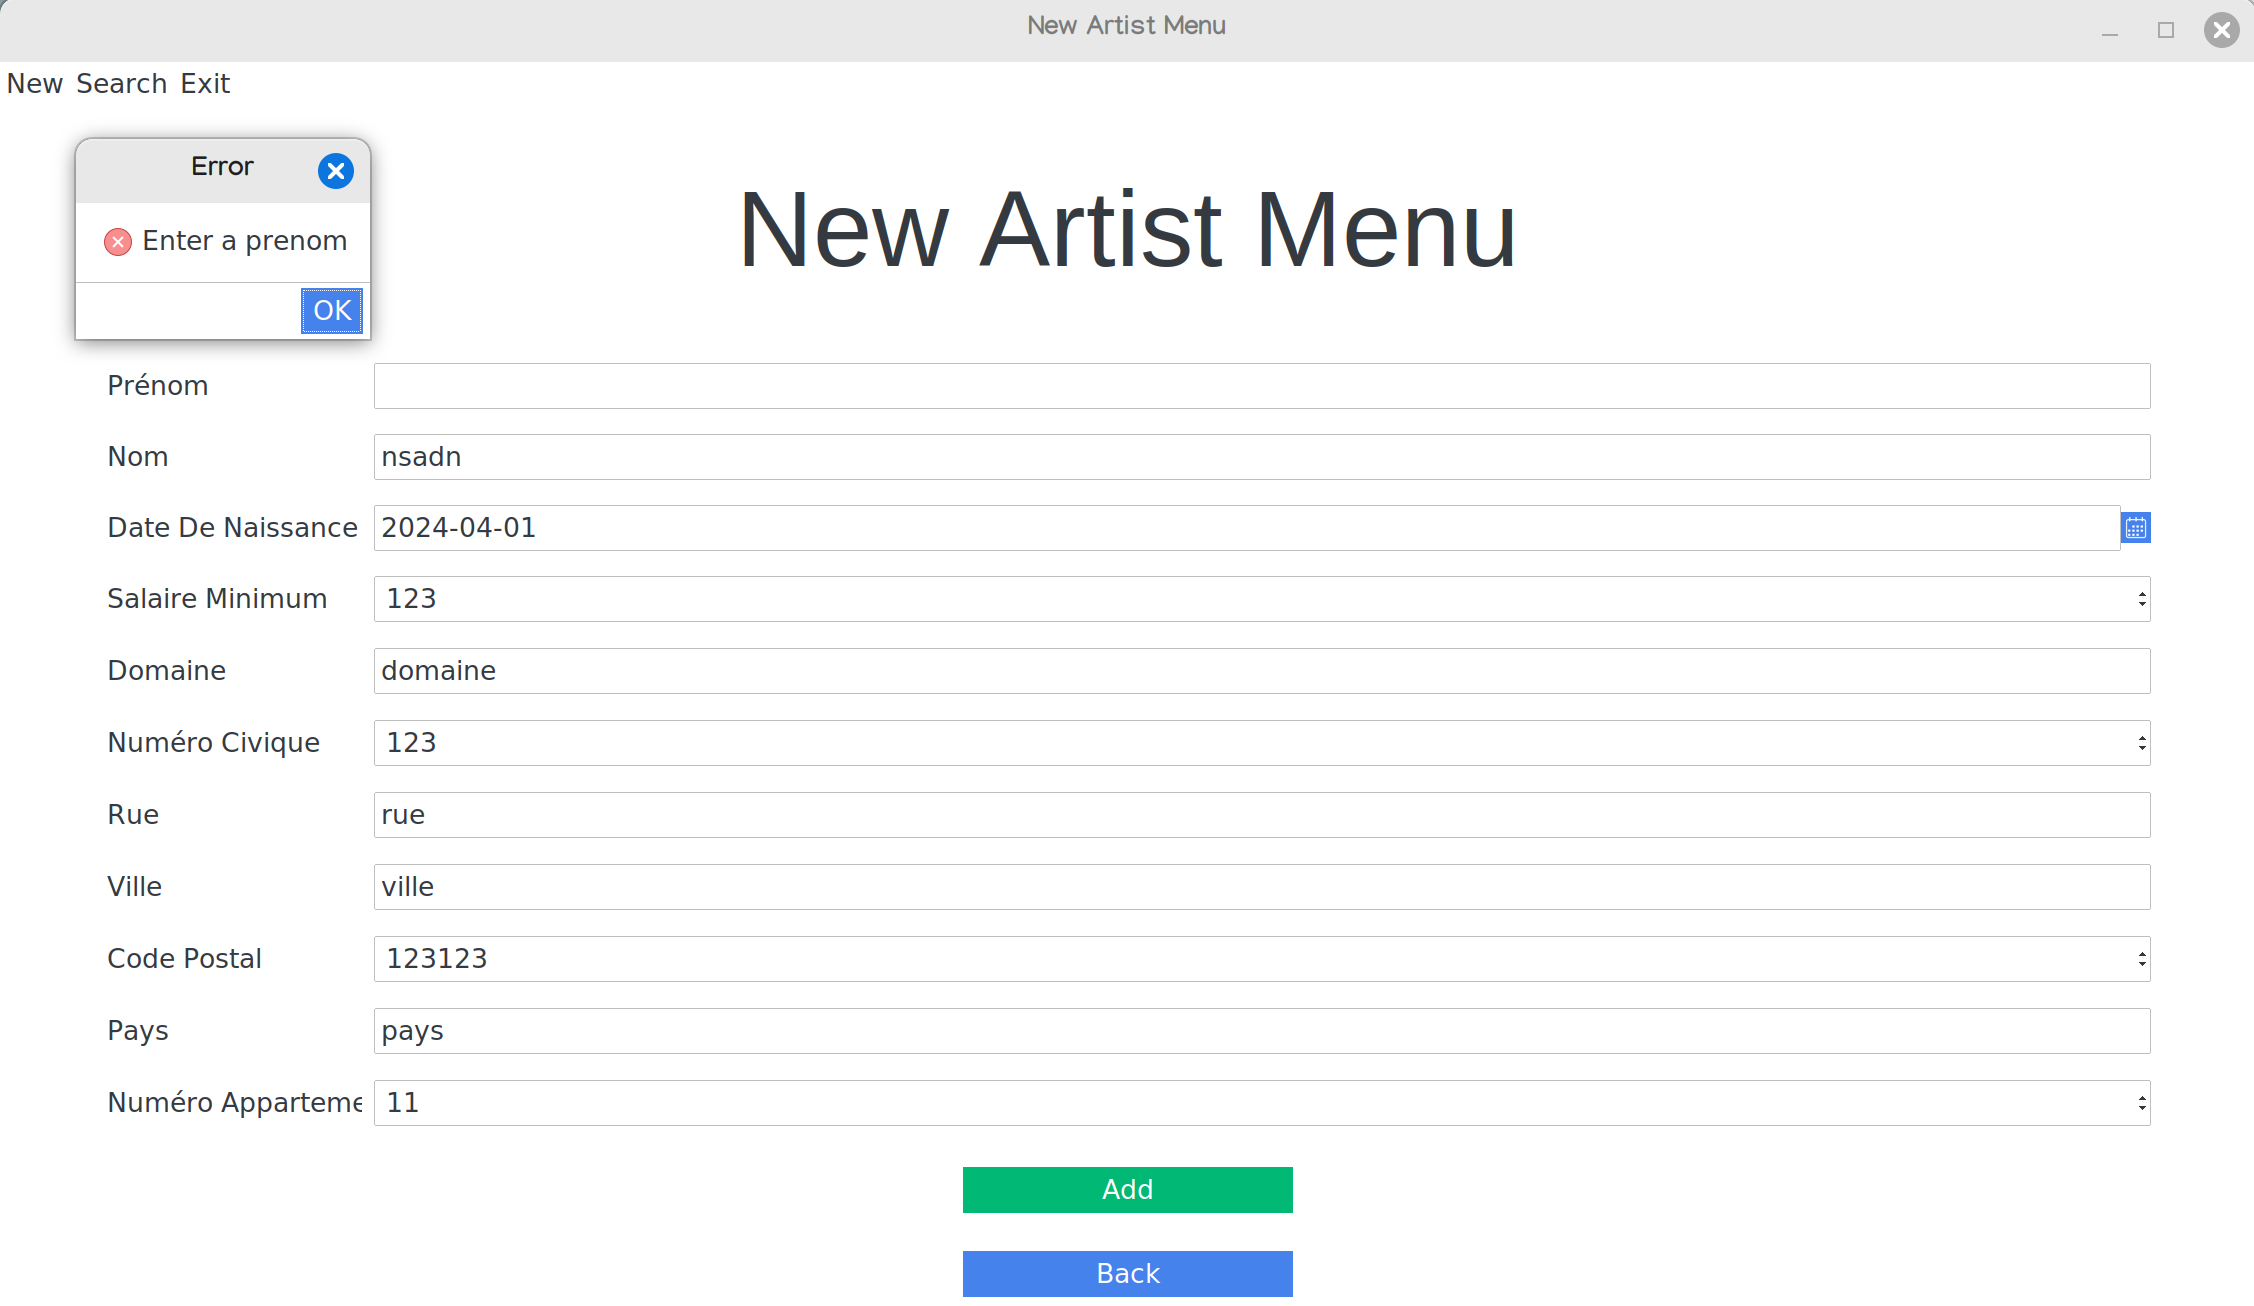 New Artist Menu
New Search Exit
Error
Enter a prenom
OK
New Artist Menu
Prénom
Nom nsadn
Date De Naissance 2024-04-01
Salaire Minimum 123
Domaine domaine
Numéro Civique 123
Rue rue
Ville ville
Code Postal 123123
Pays pays
Numéro Apparteme 11
Add
Back